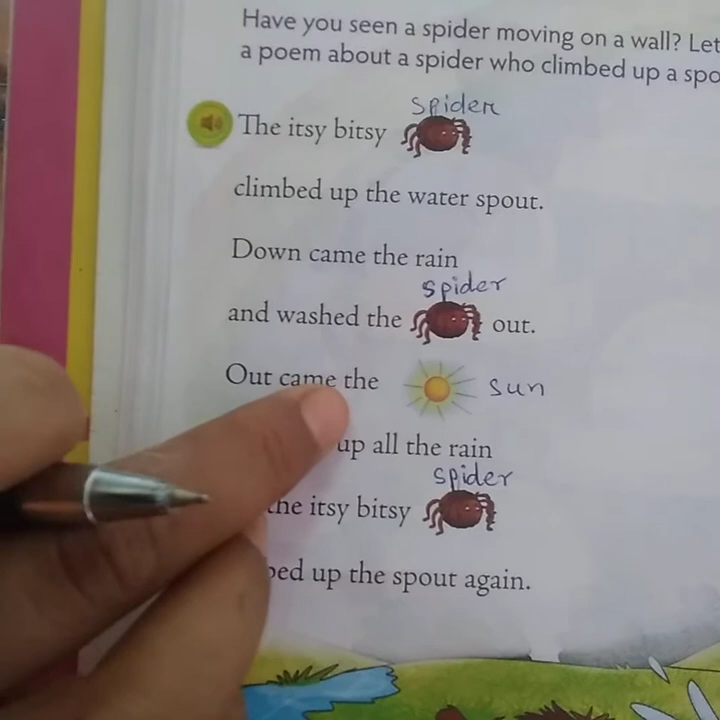 Have you seen a spider moving on a wall? Let
a poem about a spider who climbed up a spo
spider
The itsy bitsy
climbed up the water spout.
Down came the rain
spider
and washed the out.
Out came the sun
up all the rain
spider
the itsy bitsy
up the spout again.